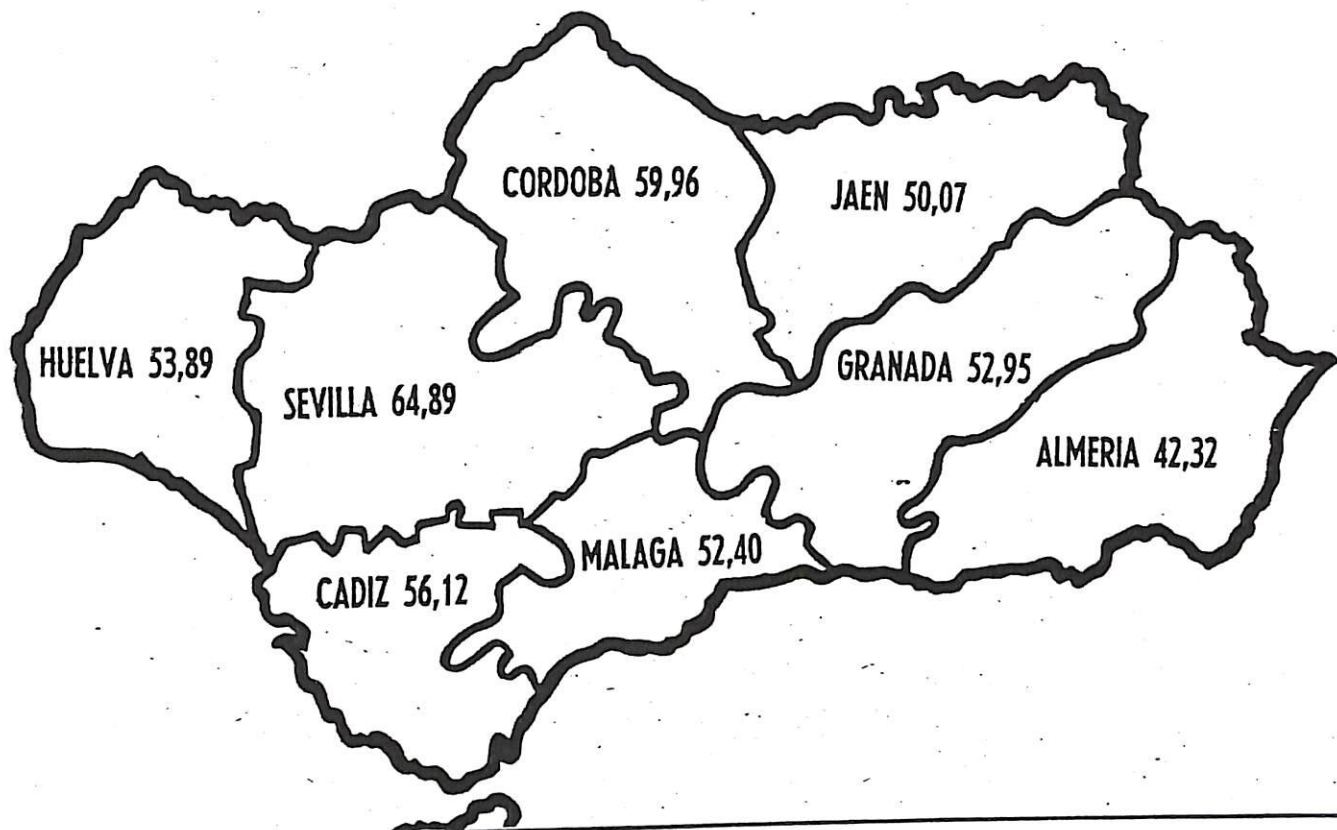 CORDOBA 59,96
JAEN 50,07
HUELVA 53,89
SEVILLA 64,89
GRANADA 52,95
ALMERIA 42,32
MALAGA 52,40
CADIZ 56,12